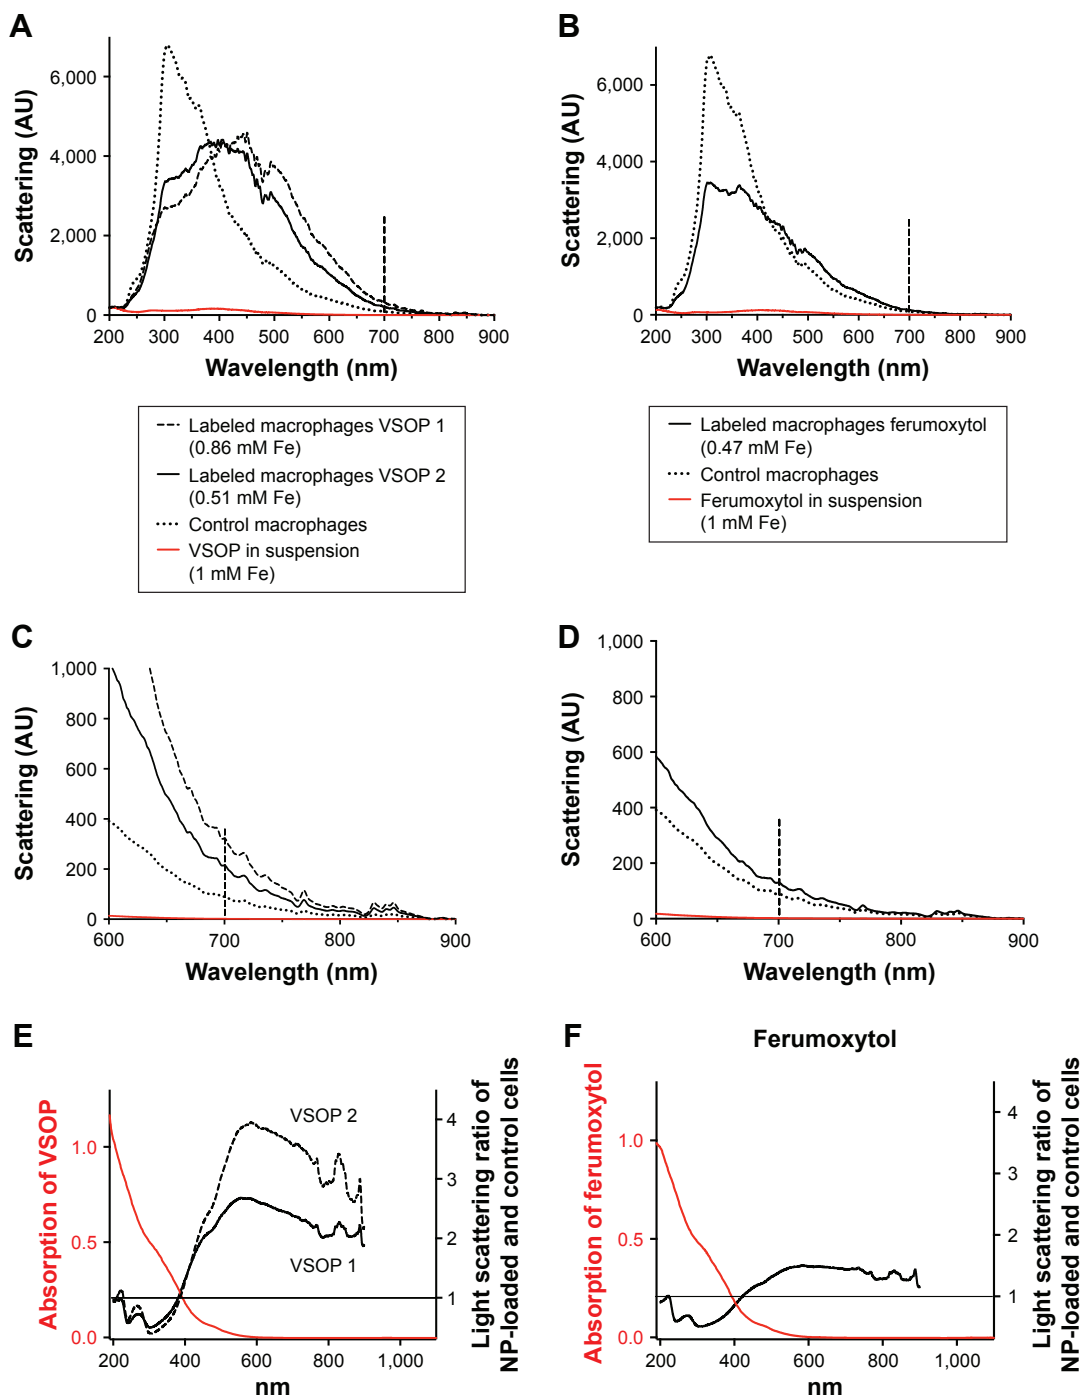 A
Scattering (AU)
6,000
4,000
2,000
0
200 300 400 500 600 700 800 900
Wavelength (nm)
B
Scattering (AU)
6,000
4,000
2,000
0
200 300 400 500 600 700 800 900
Wavelength (nm)
Labeled macrophages VSOP 1
(0.86 mM Fe)
Labeled macrophages VSOP 2
(0.51 mM Fe)
Control macrophages
VSOP in suspension
(1 mM Fe)
Labeled macrophages ferumoxytol
(0.47 mM Fe)
Control macrophages
Ferumoxytol in suspension
(1 mM Fe)
C
Scattering (AU)
1,000
800
600
400
200
0
600 700 800 900
Wavelength (nm)
D
Scattering (AU)
1,000
800
600
400
200
0
600 700 800 900
Wavelength (nm)
E
Absorption of VSOP
1.0
0.5
0.0
VSOP 2
VSOP 1
4
3
2
1
Light scattering ratio of
NP-loaded and control cells
200 400 600 800 1,000
nm
F
Ferumoxytol
Absorption of ferumoxytol
1.0
0.5
0.0
4
3
2
1
Light scattering ratio of
NP-loaded and control cells
200 400 600 800 1,000
nm